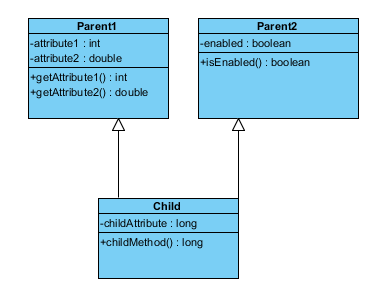 Parent1
-attribute1 : int
-attribute2 : double
+getAttribute1() : int
+getAttribute2() : double
Parent2
-enabled : boolean
+isEnabled() : boolean
Child
-childAttribute : long
+childMethod() : long